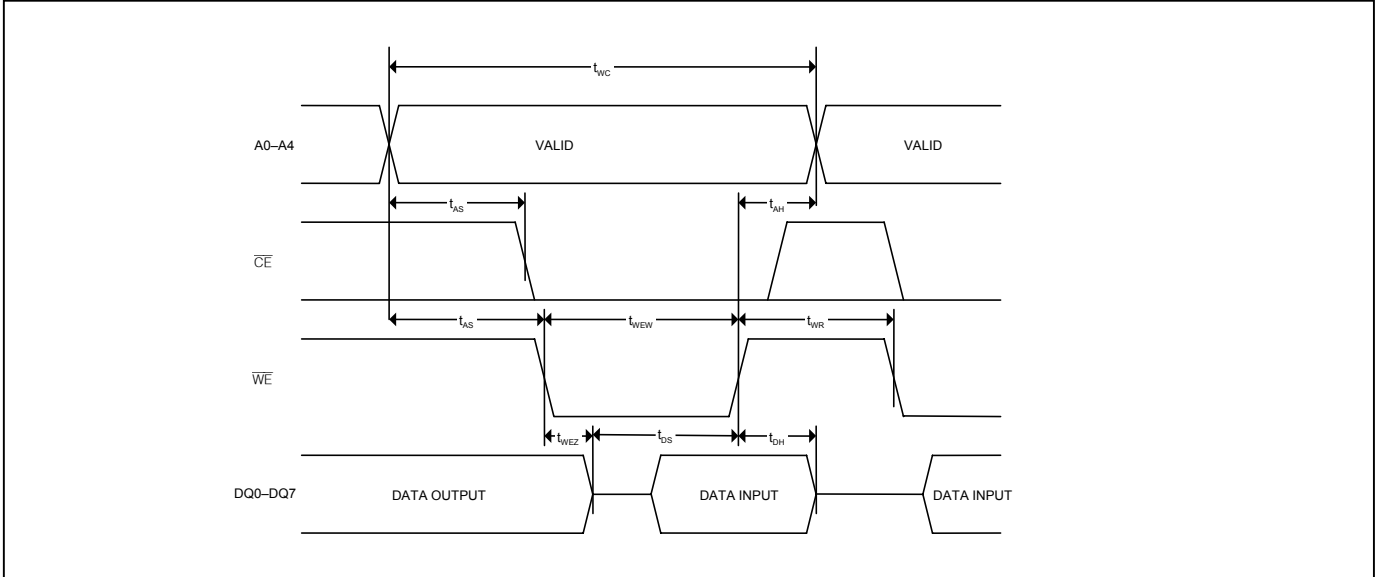 tWC
A0–A4
VALID
VALID
tAS
tAH
CE
tAS
tWEW
tWR
WE
tWEZ
tDS
tDH
DQ0–DQ7
DATA OUTPUT
DATA INPUT
DATA INPUT